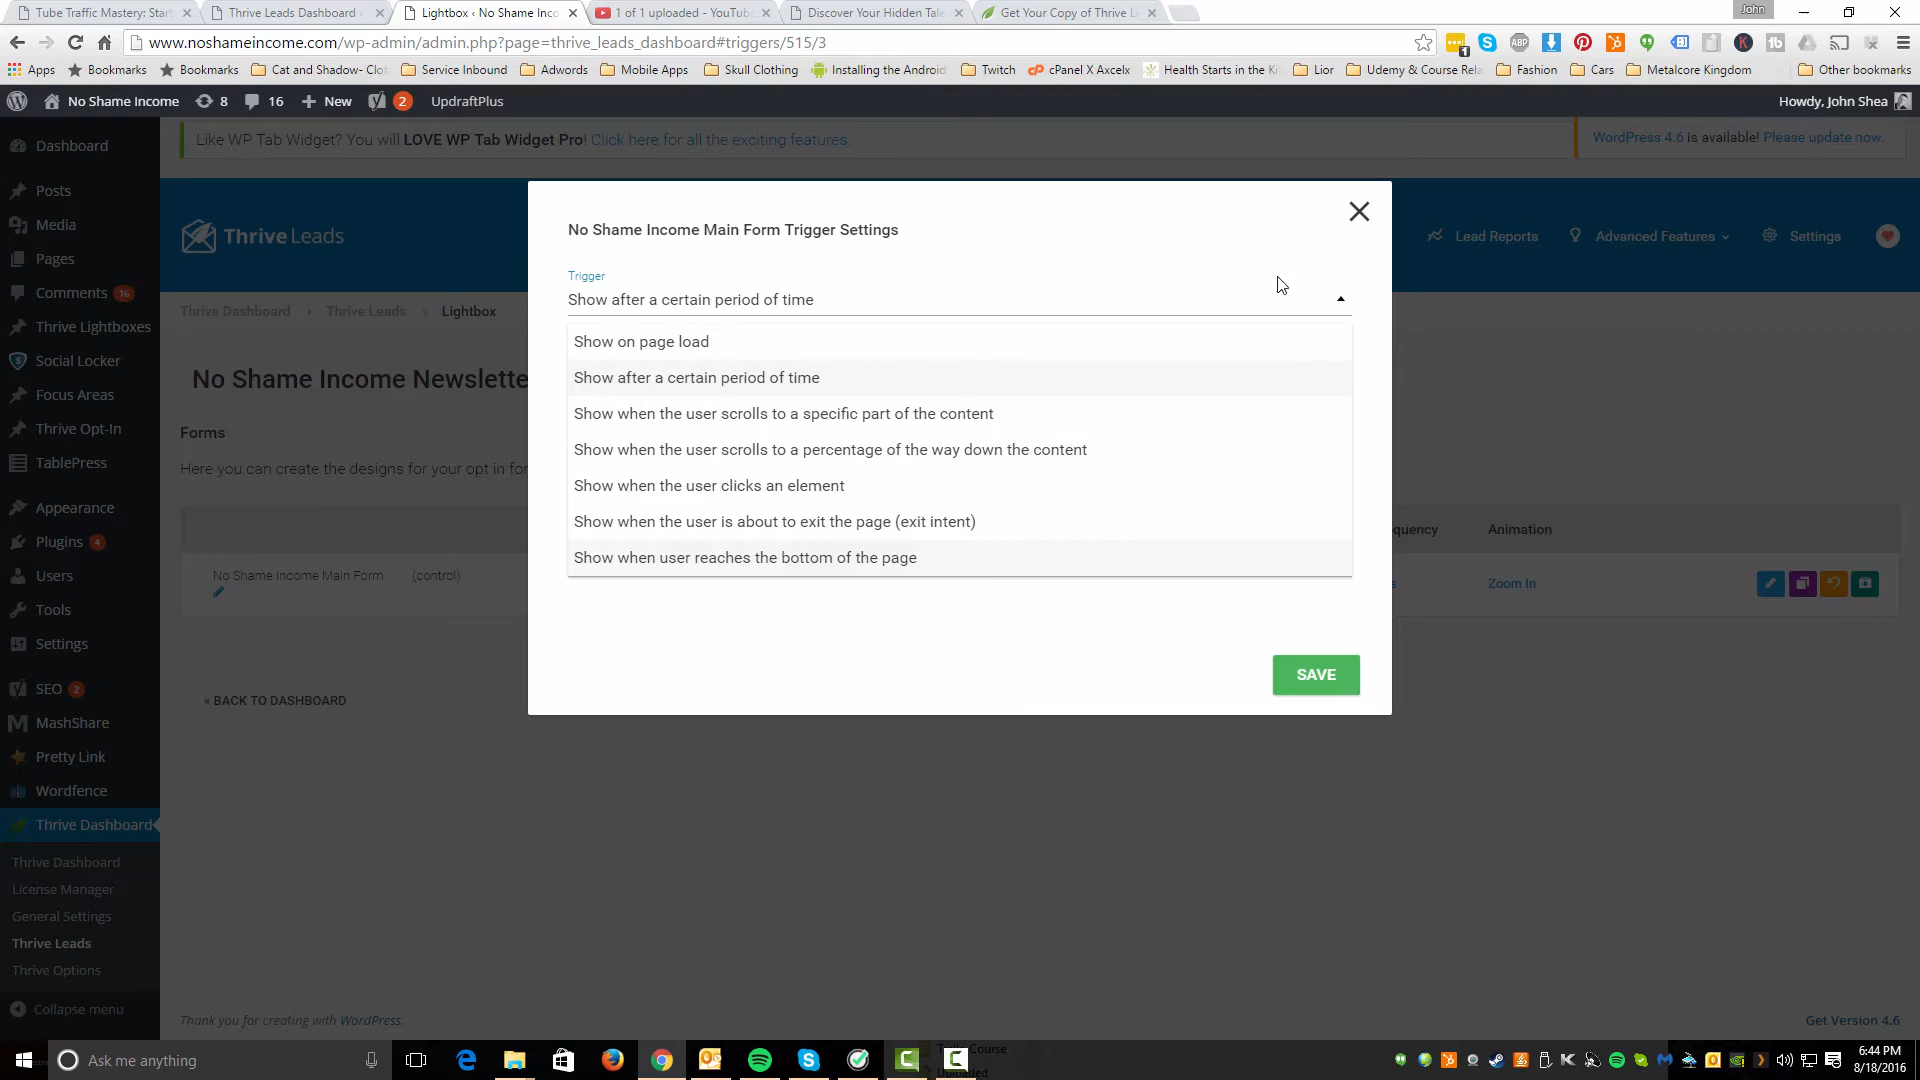 Tube Traffic Mastery: Star
Thrive Leads Dashboard
Lightbox ‹ No Shame Inco
1 of 1 uploaded - YouTube
Discover Your Hidden Tale
Get Your Copy of Thrive L
John
www.noshameincome.com/wp-admin/admin.php?page=thrive_leads_dashboard#triggers/515/3
Apps
Bookmarks
Bookmarks
Cat and Shadow- Clot
Service Inbound
Adwords
Mobile Apps
Skull Clothing
Installing the Android
Twitch
cPanel X Axcelx
Health Starts in the Ki
Lior
Udemy & Course Rela
Fashion
Cars
Metalcore Kingdom
Other bookmarks
No Shame Income
8
16
New
2
UpdraftPlus
Howdy, John Shea
Like WP Tab Widget? You will LOVE WP Tab Widget Pro! Click here for all the exciting features.
WordPress 4.6 is available! Please update now.
Dashboard
Posts
Media
Pages
Comments 16
Thrive Lightboxes
Social Locker
Focus Areas
Thrive Opt-In
TablePress
Appearance
Plugins 4
Users
Tools
Settings
SEO 2
MashShare
Pretty Link
Wordfence
Thrive Dashboard
Thrive Dashboard
License Manager
General Settings
Thrive Leads
Thrive Options
Collapse menu
Thrive Leads
Lead Reports
Advanced Features
Settings
Thrive Dashboard
Thrive Leads
Lightbox
No Shame Income Newslette
Forms
Here you can create the designs for your opt in for
quency
Animation
No Shame Income Main Form (control)
s
Zoom In
« BACK TO DASHBOARD
No Shame Income Main Form Trigger Settings
Trigger
Show after a certain period of time
Show on page load
Show after a certain period of time
Show when the user scrolls to a specific part of the content
Show when the user scrolls to a percentage of the way down the content
Show when the user clicks an element
Show when the user is about to exit the page (exit intent)
Show when user reaches the bottom of the page
SAVE
Thank you for creating with WordPress.
Get Version 4.6
Ask me anything
Course
Uploaded
6:44 PM
8/18/2016